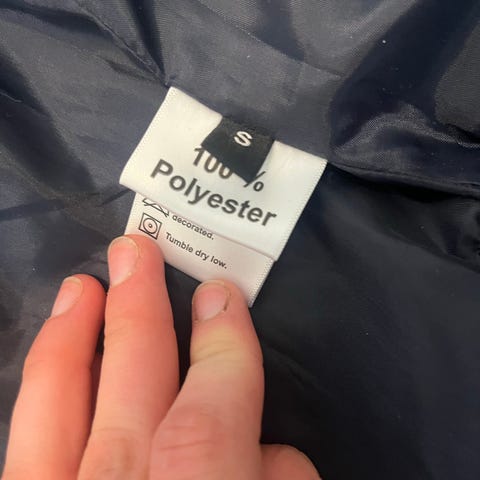 S
100%
Polyester
decorated.
Tumble dry low.